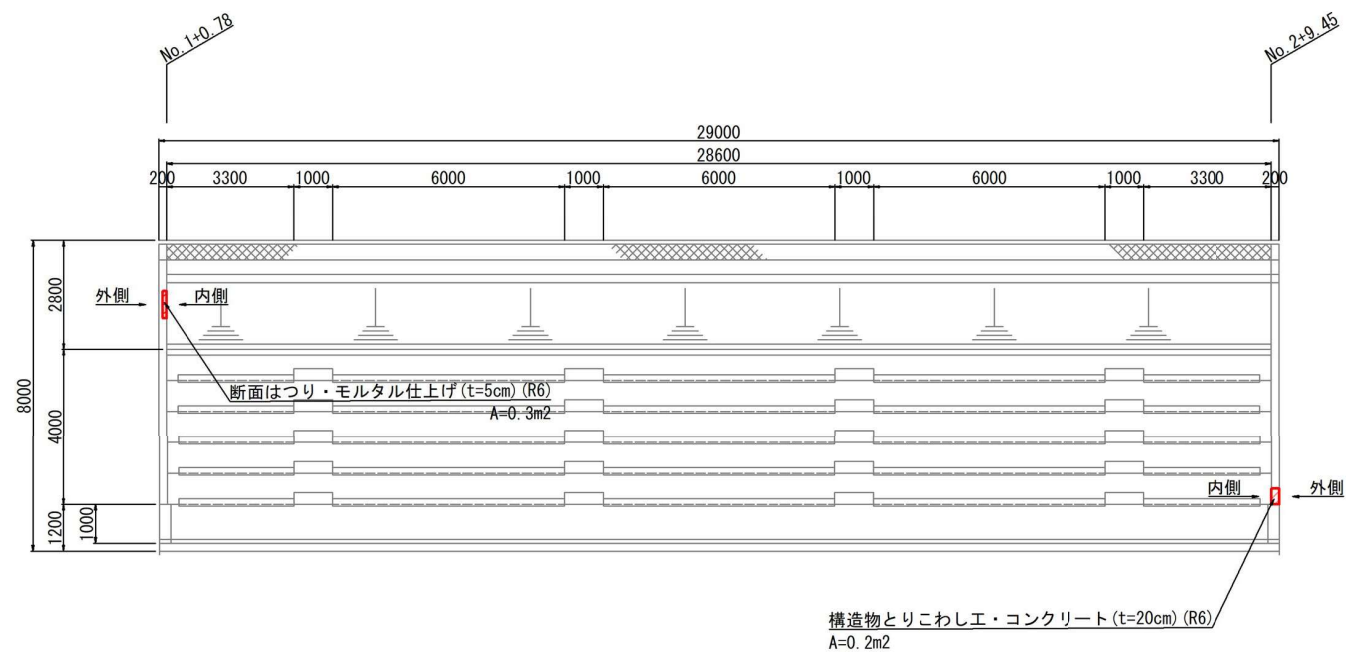 No.1+0.78
No.2+9.45
29000
28600
200 3300 1000 6000 1000 6000 1000 6000 1000 3300 200
2800
外側 内側
8000
4000
断面はつり・モルタル仕上げ(t=5cm)(R6)
A=0.3m2
内側 外側
1200
1000
構造物とりこわし工・コンクリート(t=20cm)(R6)
A=0.2m2